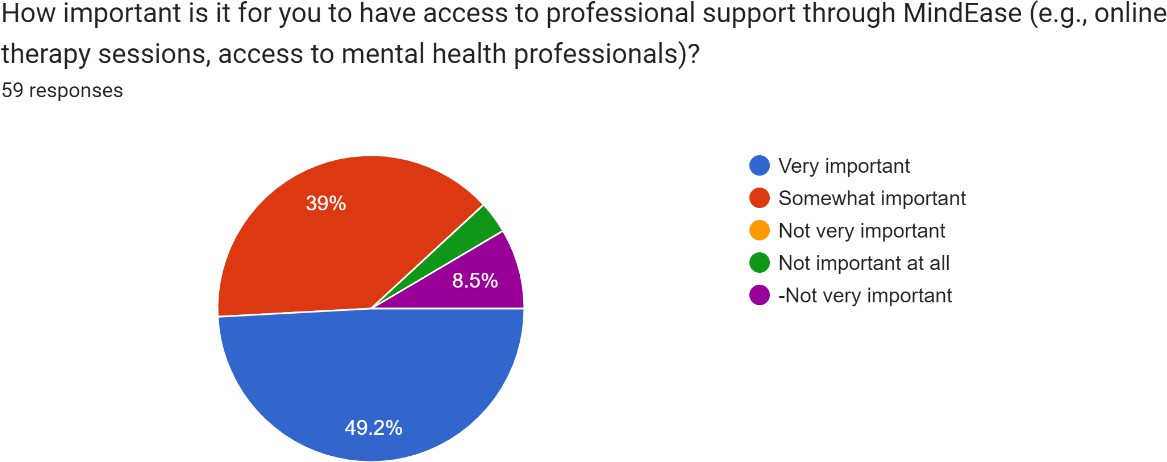 How important is it for you to have access to professional support through MindEase (e.g., online
therapy sessions, access to mental health professionals)?
59 responses
Very important
Somewhat important
Not very important
Not important at all
-Not very important
39%
8.5%
49.2%